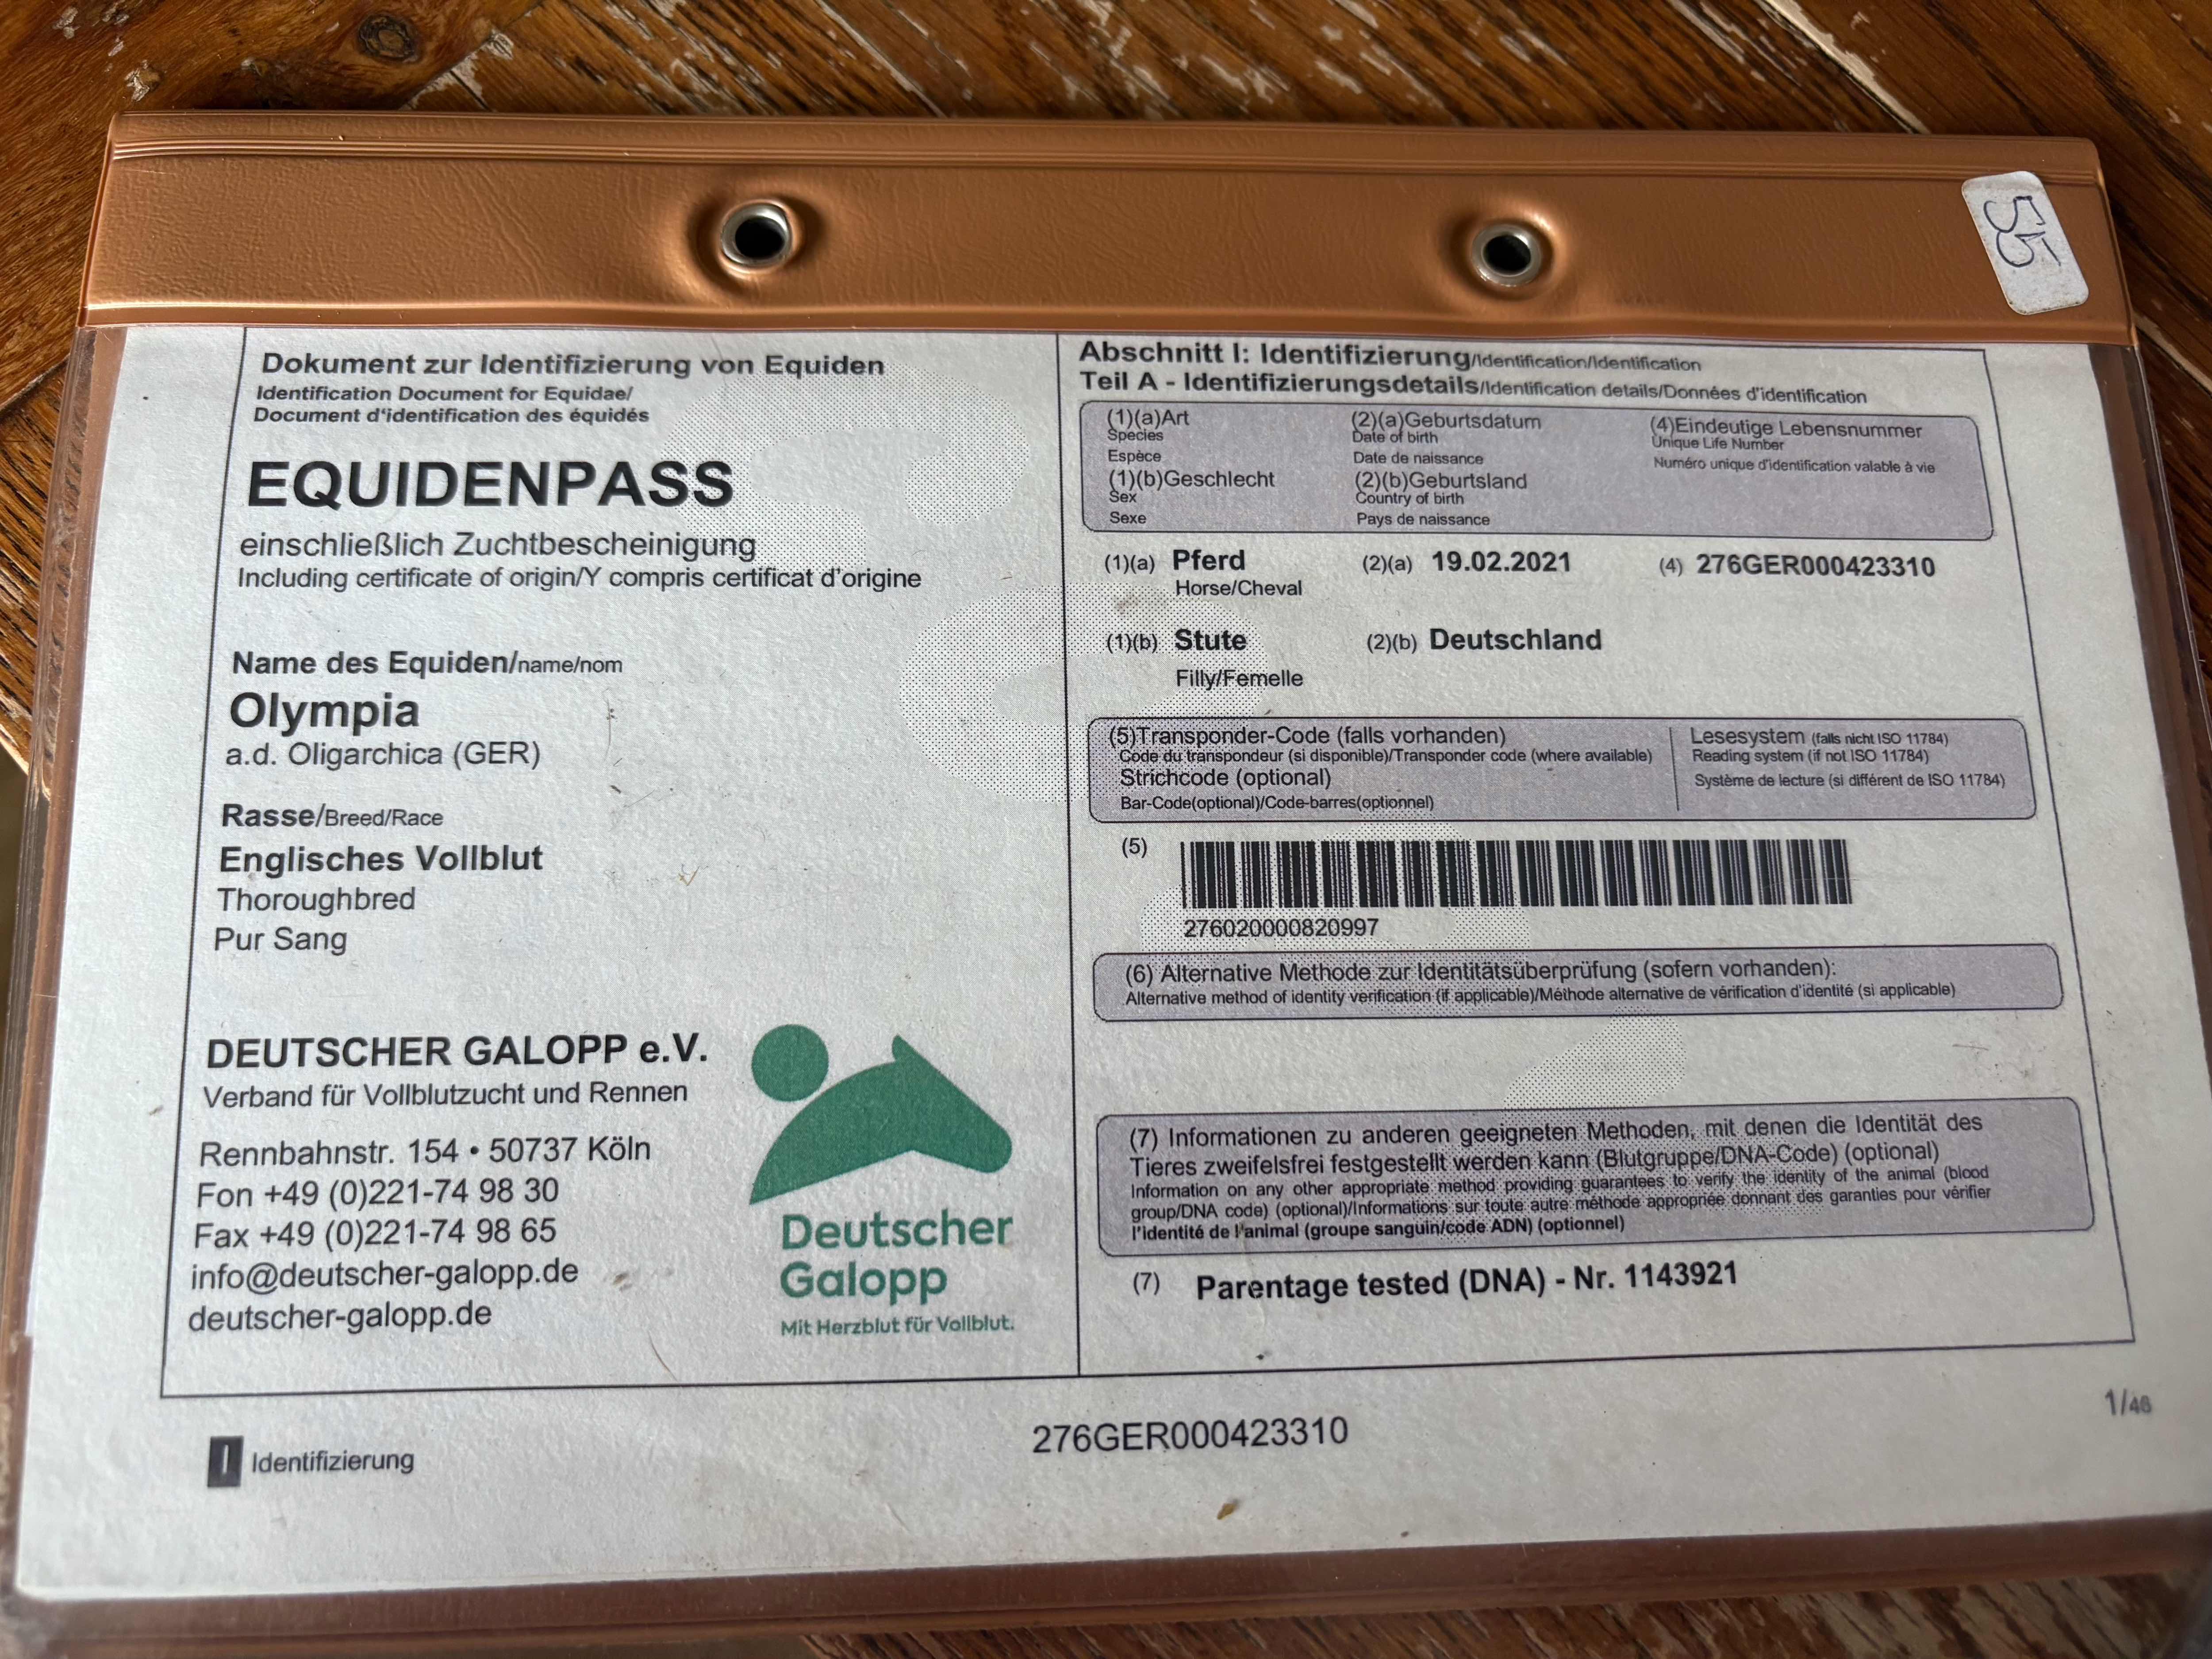 55
Dokument zur Identifizierung von Equiden
Identification Document for Equidae/
Document d'identification des équidés
EQUIDENPASS
einschließlich Zuchtbescheinigung
Including certificate of origin/Y compris certificat d'origine
Name des Equiden/name/nom
Olympia
a.d. Oligarchica (GER)
Rasse/Breed/Race
Englisches Vollblut
Thoroughbred
Pur Sang
DEUTSCHER GALOPP e.V.
Verband für Vollblutzucht und Rennen
Rennbahnstr. 154 • 50737 Köln
Fon +49 (0)221-74 98 30
Fax +49 (0)221-74 98 65
info@deutscher-galopp.de
deutscher-galopp.de
Deutscher
Galopp
Mit Herzblut für Vollblut.
Abschnitt I: Identifizierung/Identification/Identification
Teil A - Identifizierungsdetails/Identification details/Données d'identification
(1)(a)Art
Species
Espèce
(1)(b)Geschlecht
Sex
Sexe
(2)(a)Geburtsdatum
Date of birth
Date de naissance
(2)(b)Geburtsland
Country of birth
Pays de naissance
(4)Eindeutige Lebensnummer
Unique Life Number
Numéro unique d'identification valable à vie
(1)(a) Pferd (2)(a) 19.02.2021 (4) 276GER000423310
Horse/Cheval
(1)(b) Stute (2)(b) Deutschland
Filly/Femelle
(5)Transponder-Code (falls vorhanden)
Code du transpondeur (si disponible)/Transponder code (where available)
Strichcode (optional)
Bar-Code(optional)/Code-barres(optionnel)
Lesesystem (falls nicht ISO 11784)
Reading system (if not ISO 11784)
Système de lecture (si différent de ISO 11784)
(5)
276020000820997
(6) Alternative Methode zur Identitätsüberprüfung (sofern vorhanden):
Alternative method of identity verification (if applicable)/Méthode alternative de vérification d'identité (si applicable)
(7) Informationen zu anderen geeigneten Methoden, mit denen die Identität des
Tieres zweifelsfrei festgestellt werden kann (Blutgruppe/DNA-Code) (optional)
Information on any other appropriate method providing guarantees to verify the identity of the animal (blood
group/DNA code) (optional)/Informations sur toute autre méthode appropriée donnant des garanties pour vérifier
l'identité de l'animal (groupe sanguin/code ADN) (optionnel)
(7) Parentage tested (DNA) - Nr. 1143921
I Identifizierung
276GER000423310
1/46